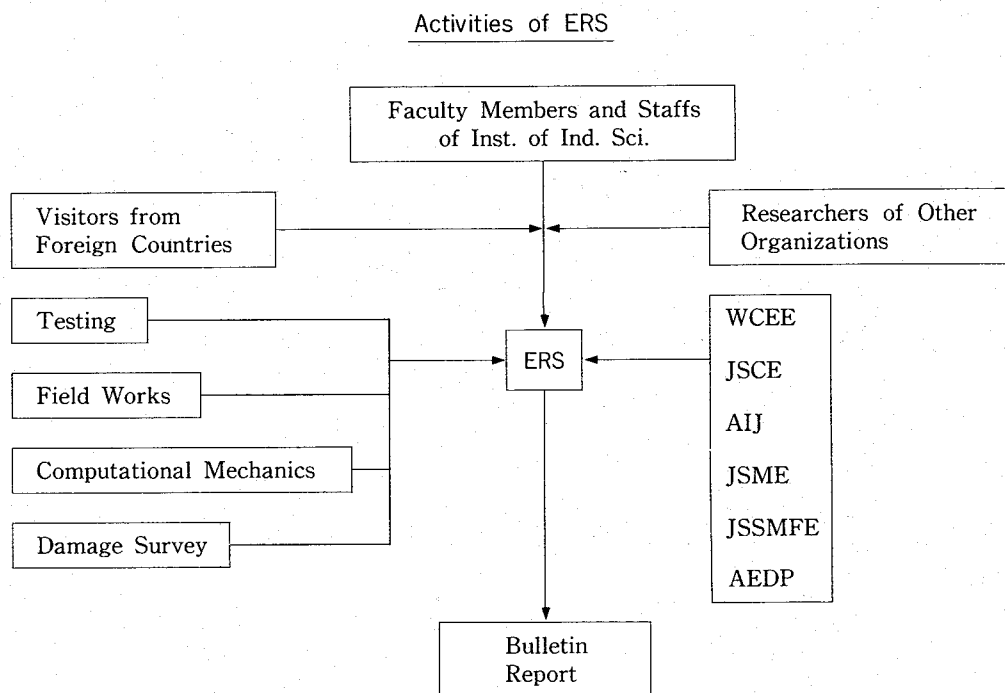 Activities of ERS
Faculty Members and Staffs
of Inst. of Ind. Sci.
Visitors from
Foreign Countries
Researchers of Other
Organizations
Testing
Field Works
Computational Mechanics
Damage Survey
ERS
WCEE
JSCE
AIJ
JSME
JSSMFE
AEDP
Bulletin
Report